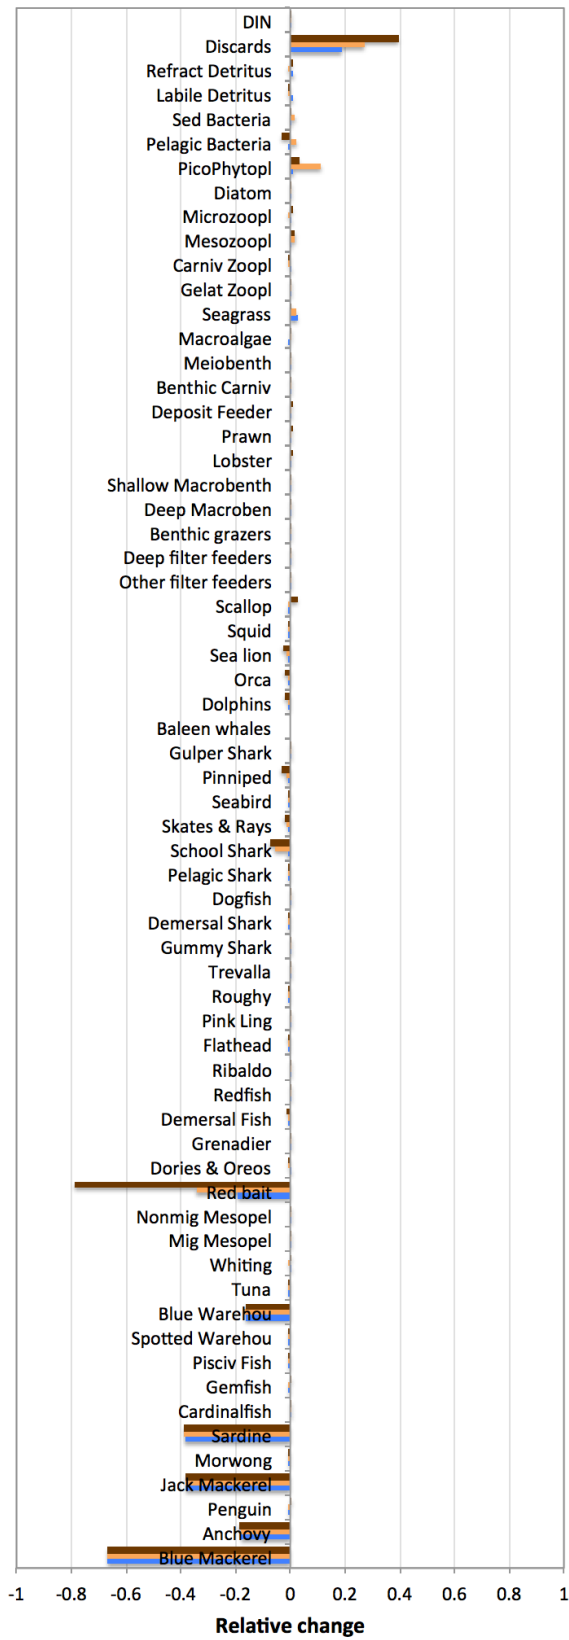 DIN
Discards
Refract Detritus
Labile Detritus
Sed Bacteria
Pelagic Bacteria
PicoPhytopl
Diatom
Microzoopl
Mesozoopl
Carniv Zoopl
Gelat Zoopl
Seagrass
Macroalgae
Meiobenth
Benthic Carniv
Deposit Feeder
Prawn
Lobster
Shallow Macrobenth
Deep Macroben
Benthic grazers
Deep filter feeders
Other filter feeders
Scallop
Squid
Sea lion
Orca
Dolphins
Baleen whales
Gulper Shark
Pinniped
Seabird
Skates & Rays
School Shark
Pelagic Shark
Dogfish
Demersal Shark
Gummy Shark
Trevalla
Roughy
Pink Ling
Flathead
Ribaldo
Redfish
Demersal Fish
Grenadier
Dories & Oreos
Red bait
Nonmig Mesopel
Mig Mesopel
Whiting
Tuna
Blue Warehou
Spotted Warehou
Pisciv Fish
Gemfish
Cardinalfish
Sardine
Morwong
Jack Mackerel
Penguin
Anchovy
Blue Mackerel
-1 -0.8 -0.6 -0.4 -0.2 0 0.2 0.4 0.6 0.8 1
Relative change